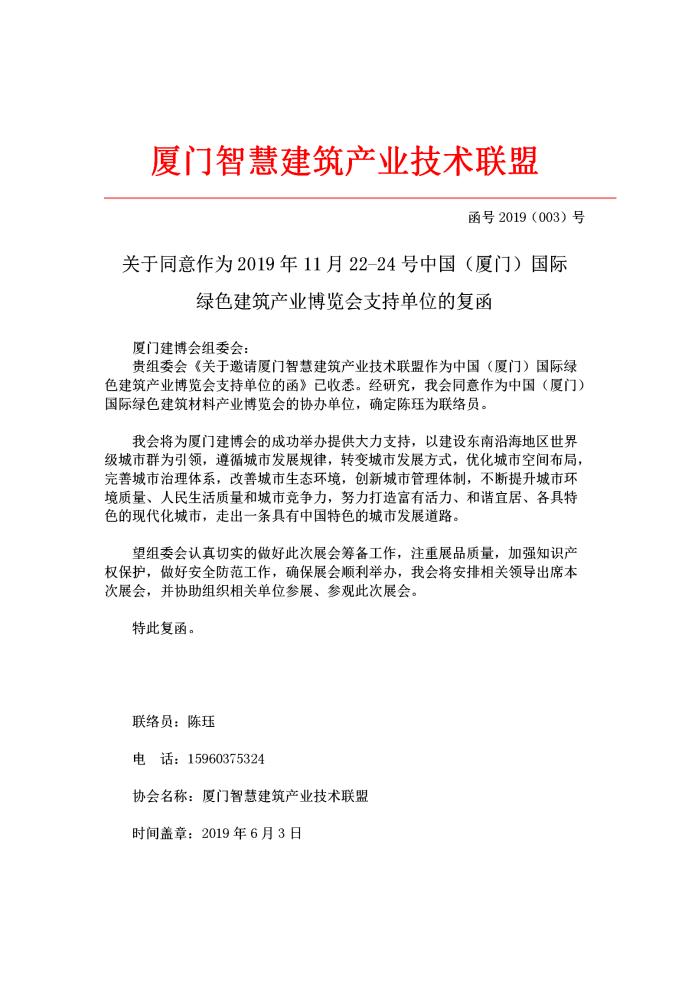 厦门智慧建筑产业技术联盟
函号 2019（003）号
关于同意作为 2019 年 11 月 22-24 号中国（厦门）国际
绿色建筑产业博览会支持单位的复函
厦门建博会组委会：
贵组委会《关于邀请厦门智慧建筑产业技术联盟作为中国（厦门）国际绿
色建筑产业博览会支持单位的函》已收悉。经研究，我会同意作为中国（厦门）
国际绿色建筑材料产业博览会的协办单位，确定陈珏为联络员。
我会将为厦门建博会的成功举办提供大力支持，以建设东南沿海地区世界
级城市群为引领，遵循城市发展规律，转变城市发展方式，优化城市空间布局，
完善城市治理体系，改善城市生态环境，创新城市管理体制，不断提升城市环
境质量、人民生活质量和城市竞争力，努力打造富有活力、和谐宜居、各具特
色的现代化城市，走出一条具有中国特色的城市发展道路。
望组委会认真切实的做好此次展会筹备工作，注重展品质量，加强知识产
权保护，做好安全防范工作，确保展会顺利举办，我会将安排相关领导出席本
次展会，并协助组织相关单位参展、参观此次展会。
特此复函。
联络员：陈珏
电　话：15960375324
协会名称：厦门智慧建筑产业技术联盟
时间盖章：2019 年 6 月 3 日